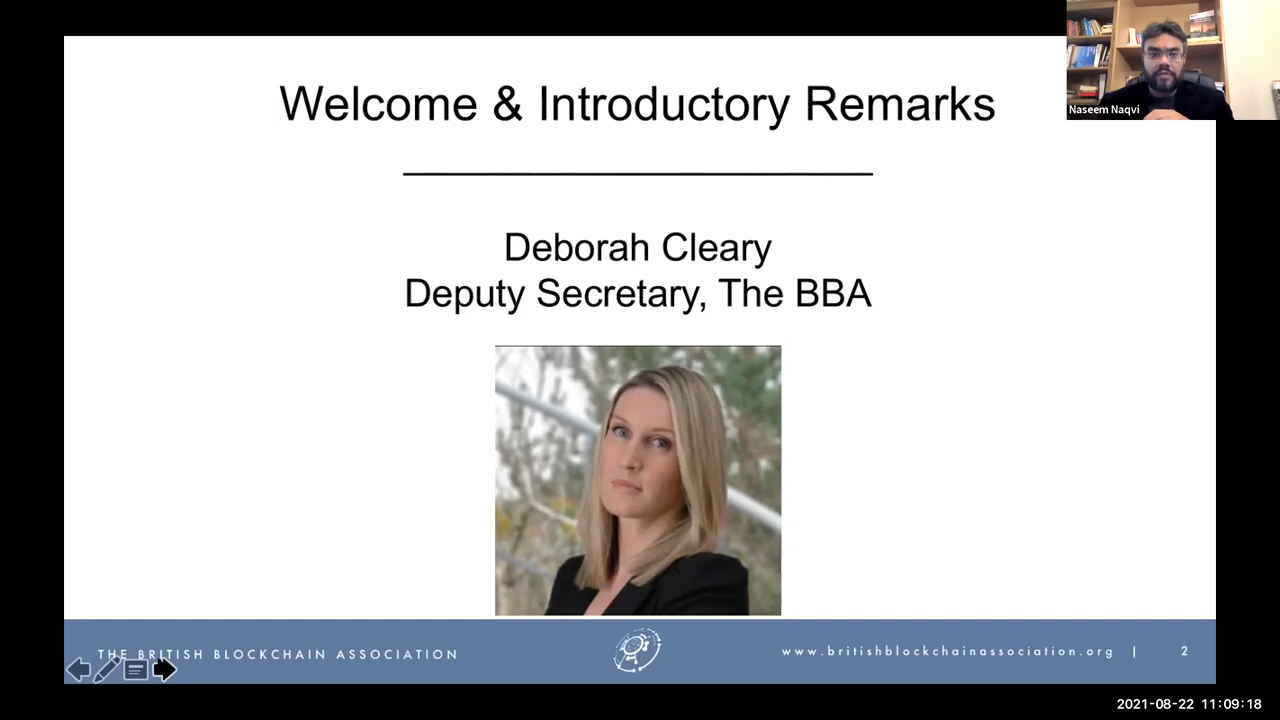 Welcome & Introductory Remarks
Deborah Cleary
Deputy Secretary, The BBA
Naseem Naqvi
THE BRITISH BLOCKCHAIN ASSOCIATION
www.britishblockchainassociation.org | 2
2021-08-22 11:09:18